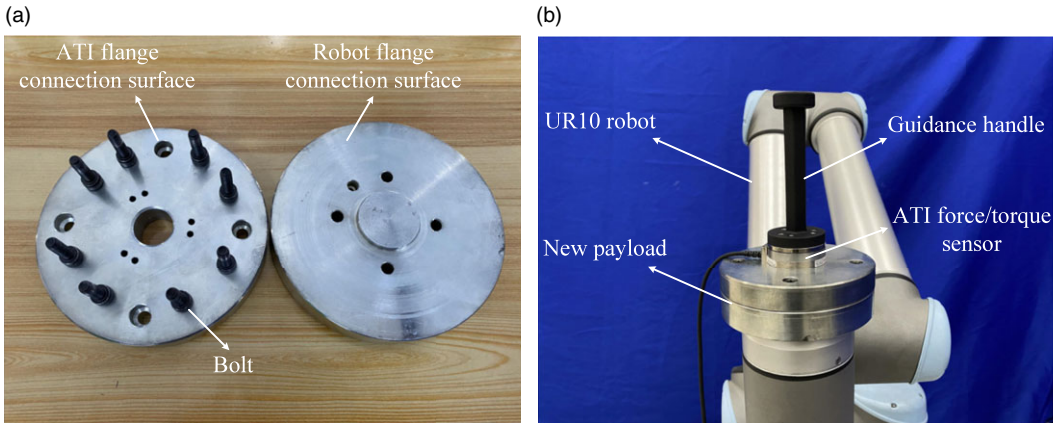 (a)
ATI flange
connection surface
Robot flange
connection surface
Bolt
(b)
UR10 robot
Guidance handle
New payload
ATI force/torque
sensor